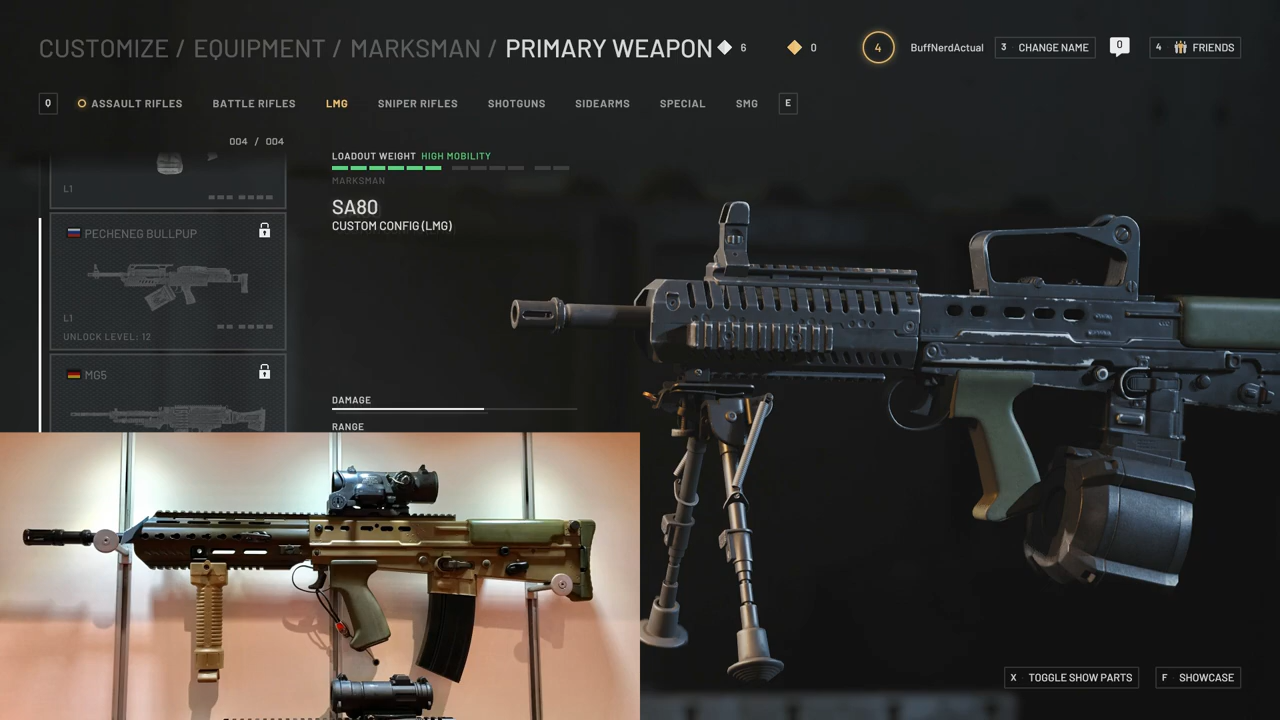 CUSTOMIZE / EQUIPMENT / MARKSMAN / PRIMARY WEAPON
6
0
4
BuffNerdActual
3 CHANGE NAME
0
4 FRIENDS
Q
ASSAULT RIFLES
BATTLE RIFLES
LMG
SNIPER RIFLES
SHOTGUNS
SIDEARMS
SPECIAL
SMG
E
004 / 004
L1
PECHENEG BULLPUP
L1
UNLOCK LEVEL: 12
MG5
LOADOUT WEIGHT HIGH MOBILITY
MARKSMAN
SA80
CUSTOM CONFIG (LMG)
DAMAGE
RANGE
X TOGGLE SHOW PARTS
F SHOWCASE